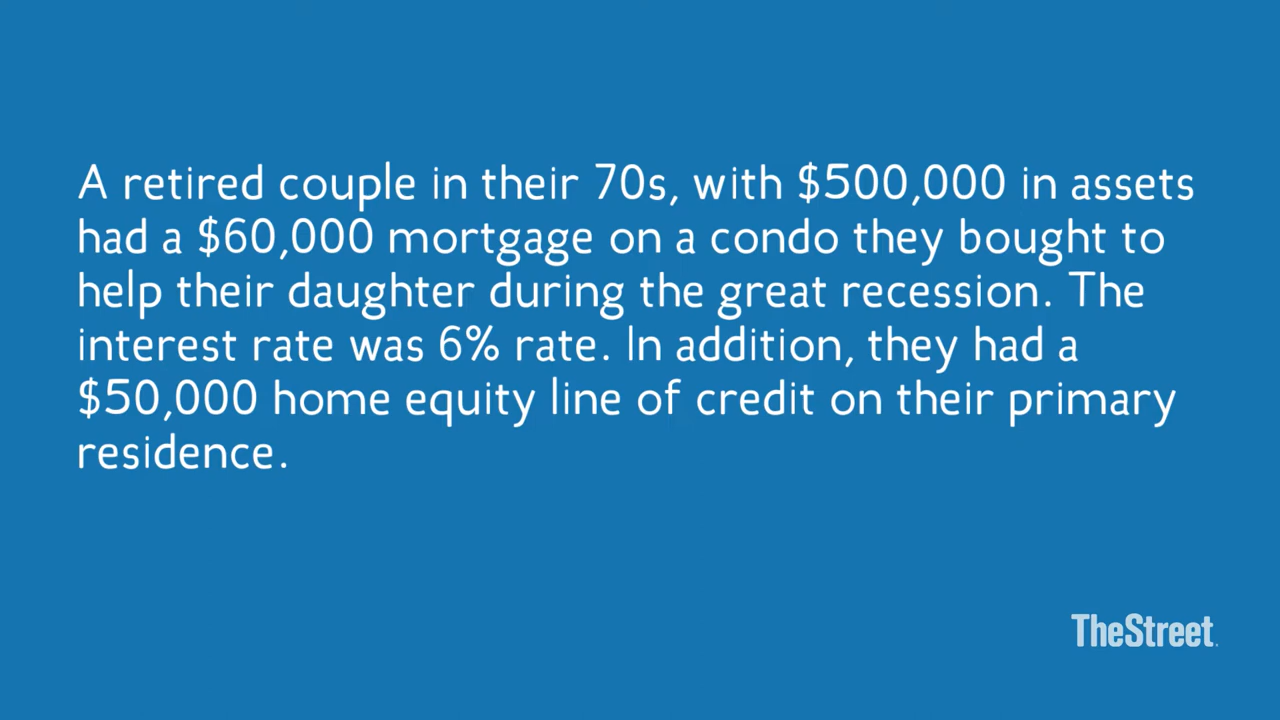 A retired couple in their 70s, with $500,000 in assets
had a $60,000 mortgage on a condo they bought to
help their daughter during the great recession. The
interest rate was 6% rate. In addition, they had a
$50,000 home equity line of credit on their primary
residence.
TheStreet.